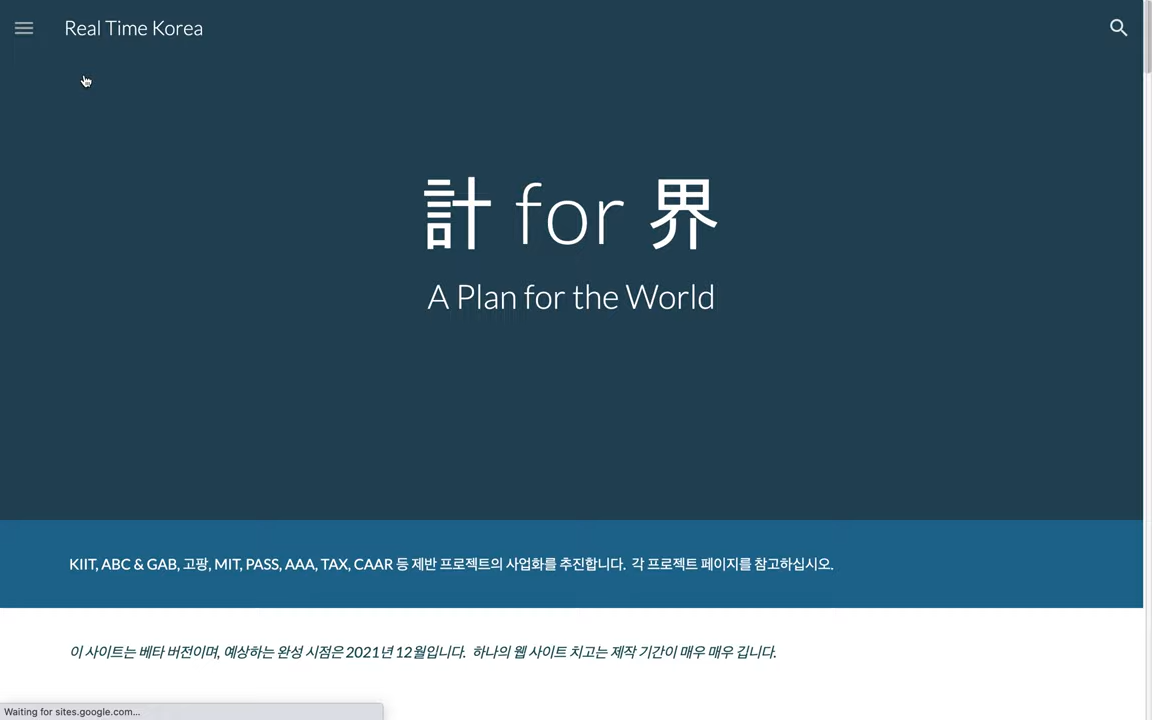 Real Time Korea
計 for 界
A Plan for the World
KIIT, ABC & GAB, 고팡, MIT, PASS, AAA, TAX, CAAR 등 제반 프로젝트의 사업화를 추진합니다. 각 프로젝트 페이지를 참고하십시오.
이 사이트는 베타 버전이며, 예상하는 완성 시점은 2021년 12월입니다. 하나의 웹 사이트 치고는 제작 기간이 매우 매우 깁니다.
Waiting for sites.google.com...